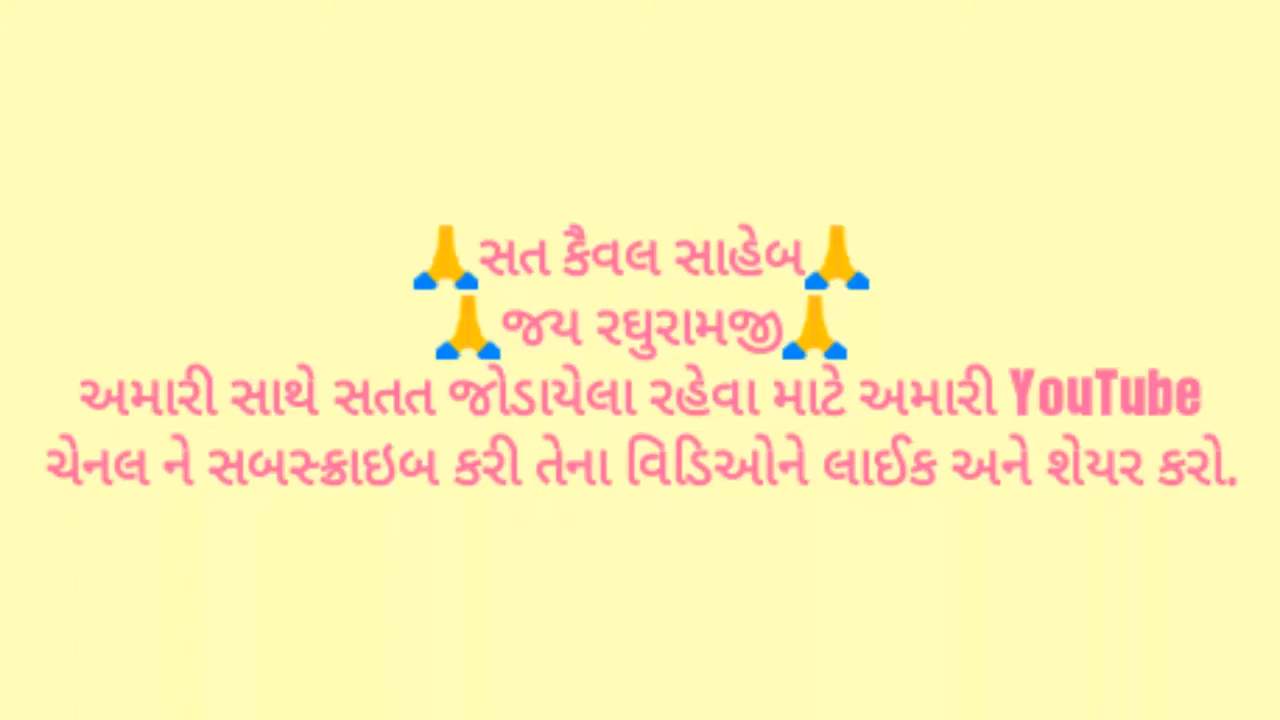 🙏સત કૈવલ સાહેબ🙏
🙏જય રઘુરામજી🙏
અમારી સાથે સતત જોડાયેલા રહેવા માટે અમારી YouTube
ચેનલ ને સબસ્ક્રાઇબ કરી તેના વિડિઓને લાઈક અને શેયર કરો.